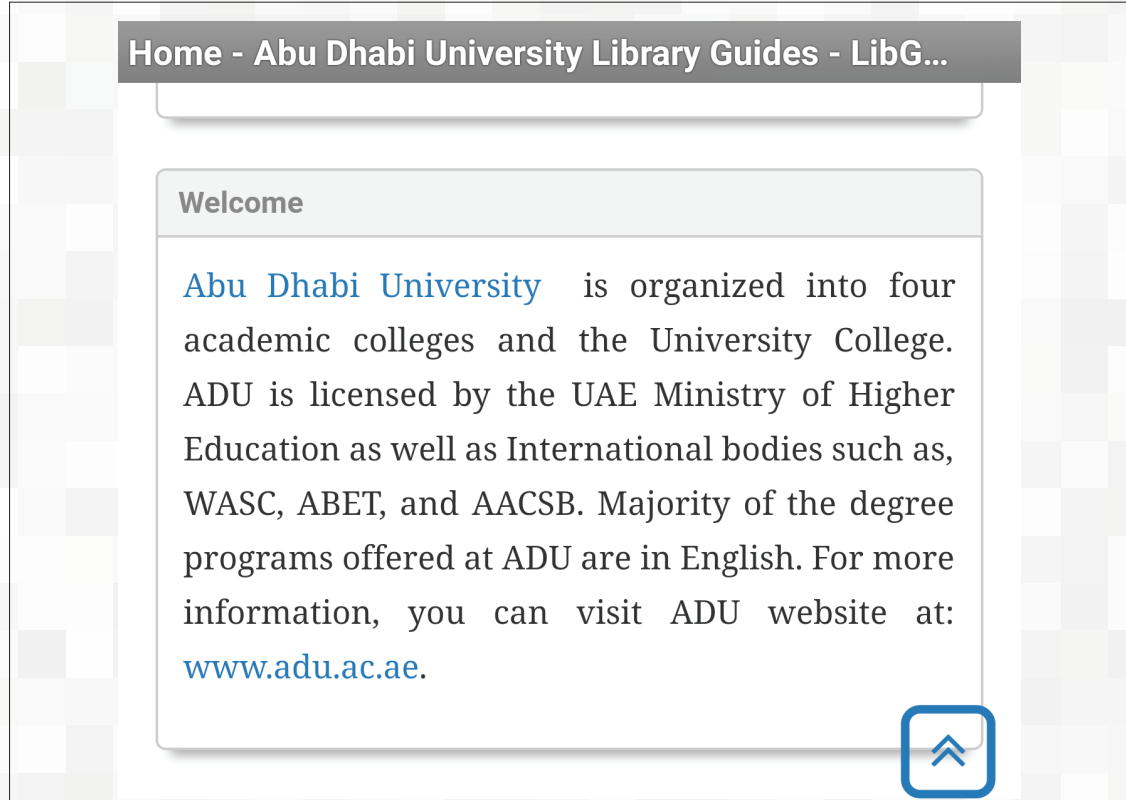 Home - Abu Dhabi University Library Guides - LibG...
Welcome
Abu Dhabi University is organized into four
academic colleges and the University College.
ADU is licensed by the UAE Ministry of Higher
Education as well as International bodies such as,
WASC, ABET, and AACSB. Majority of the degree
programs offered at ADU are in English. For more
information, you can visit ADU website at:
www.adu.ac.ae.